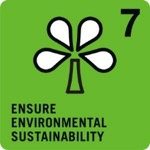 7
ENSURE
ENVIRONMENTAL
SUSTAINABILITY